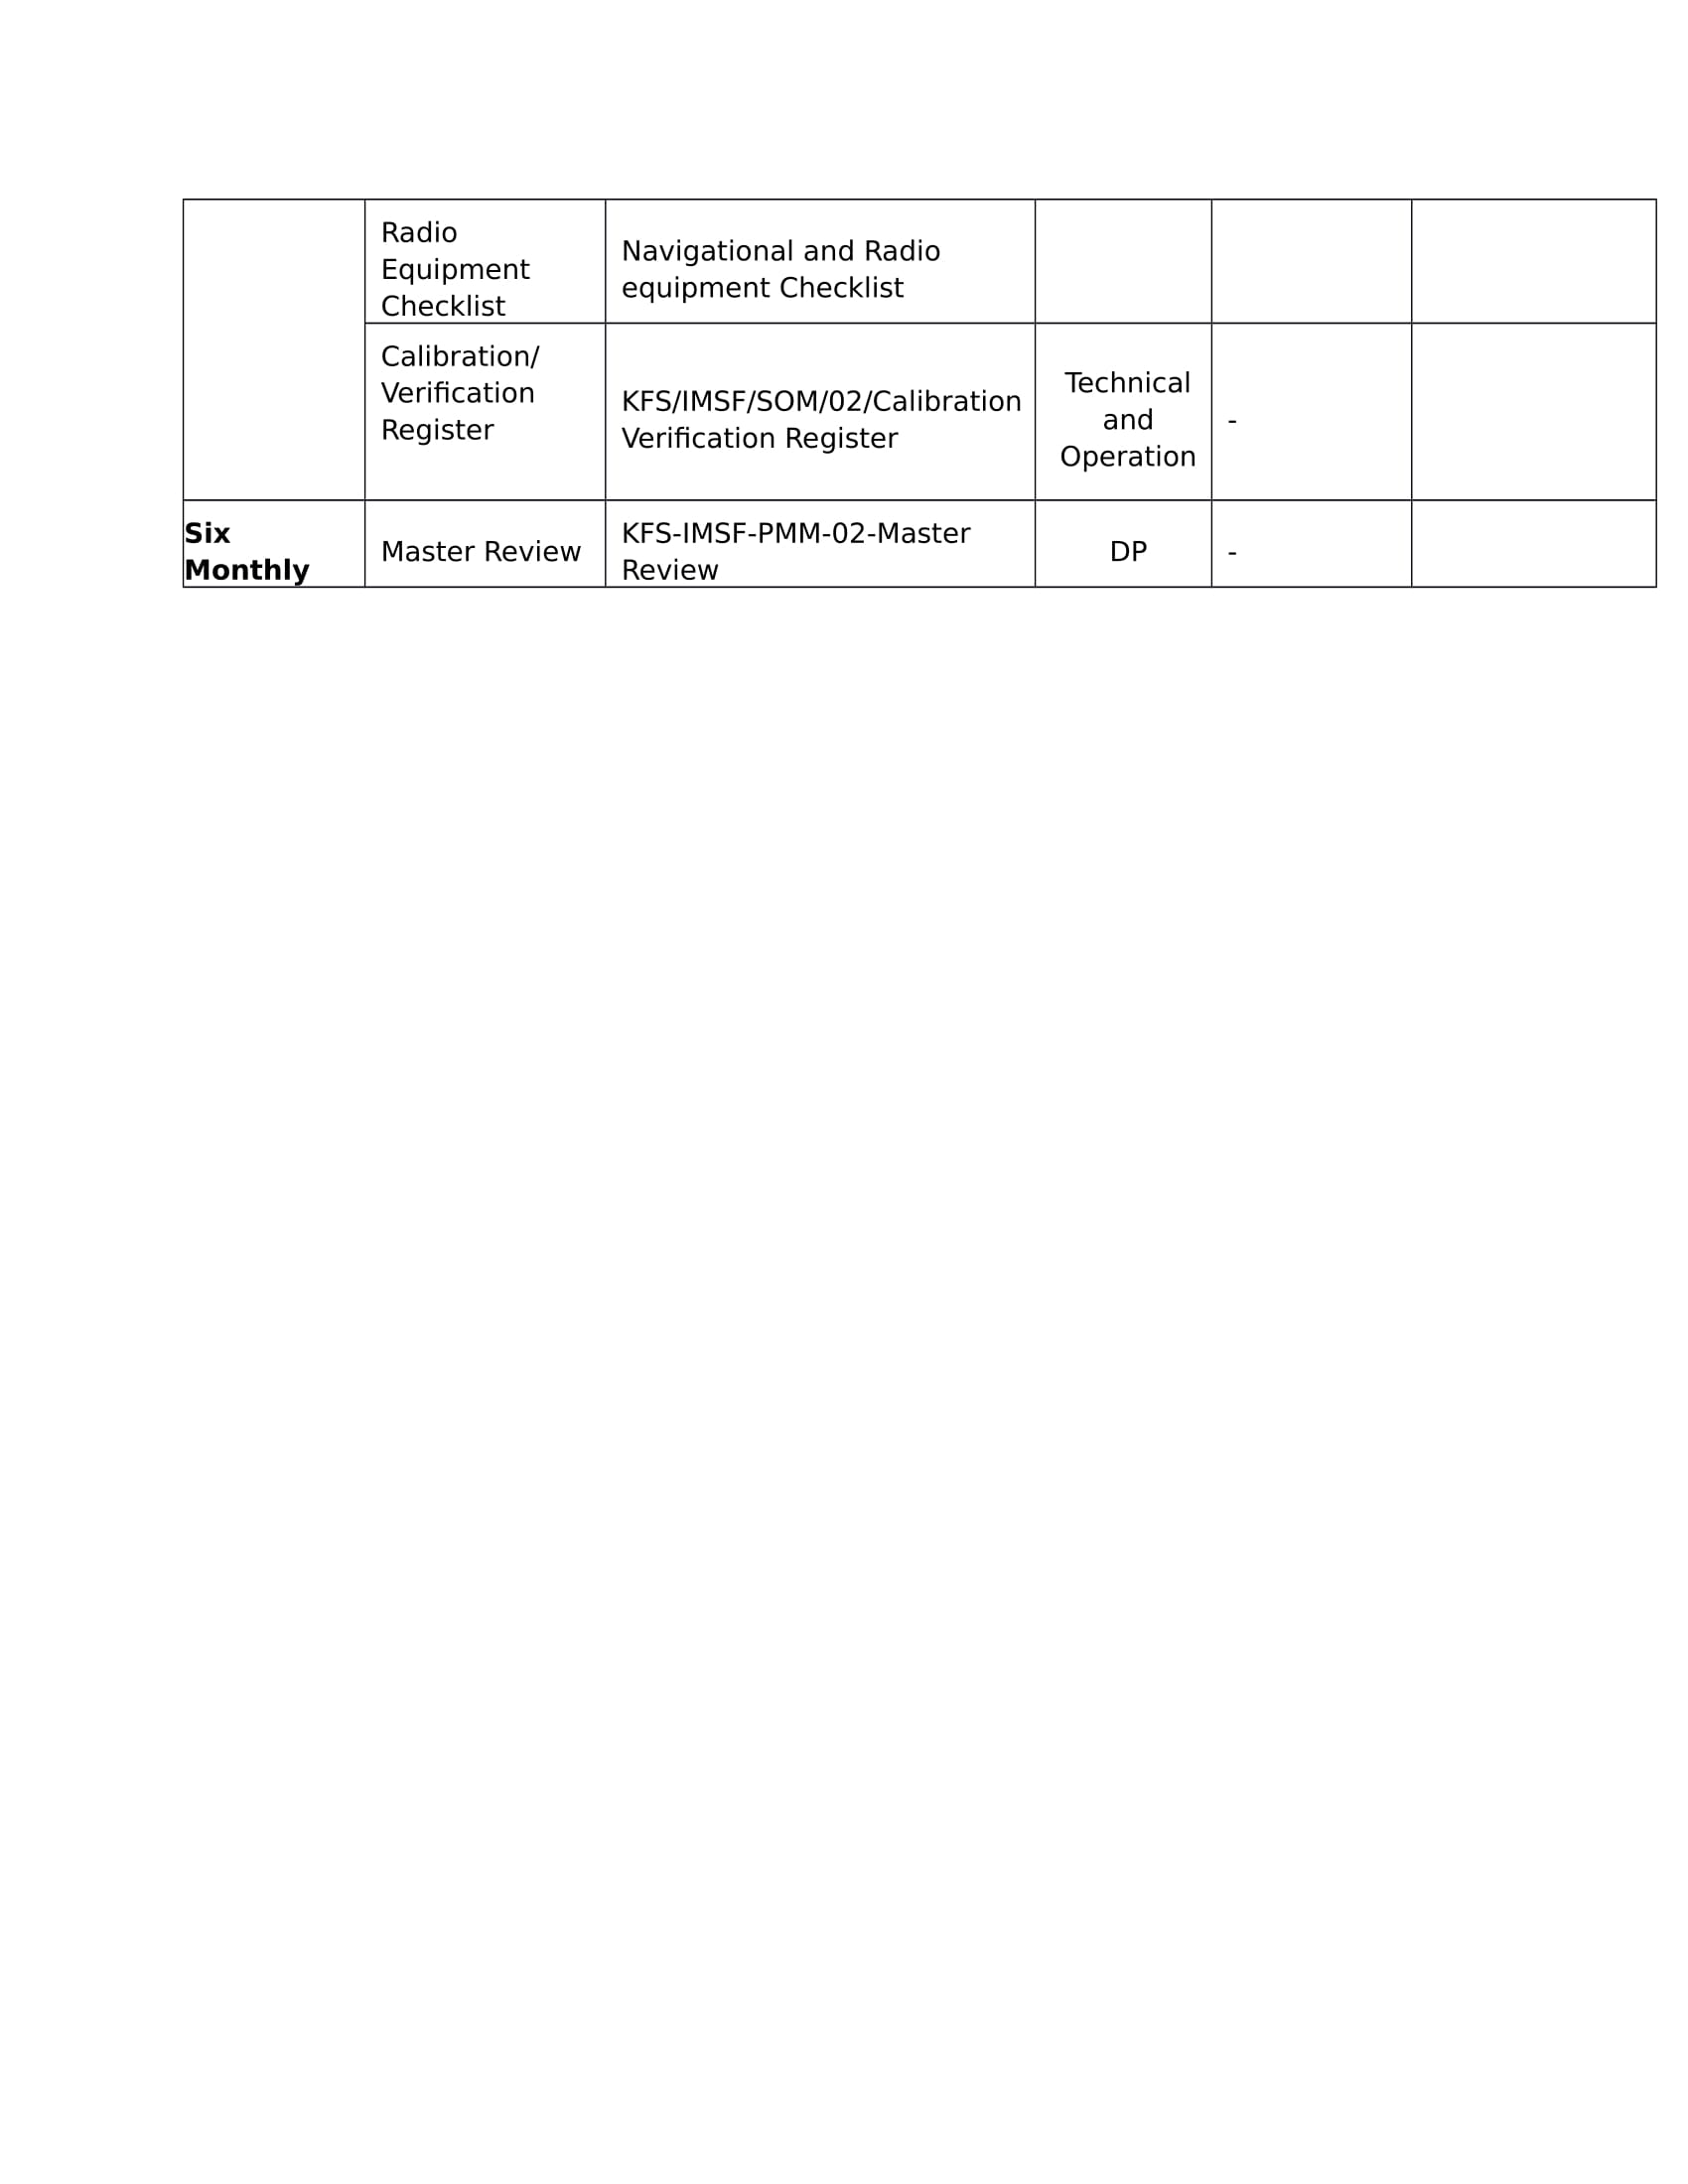 Radio
Equipment
Checklist
Navigational and Radio
equipment Checklist
Calibration/
Verification
Register
KFS/IMSF/SOM/02/Calibration
Verification Register
Technical
and
Operation
-
Six
Monthly
Master Review
KFS-IMSF-PMM-02-Master
Review
DP
-